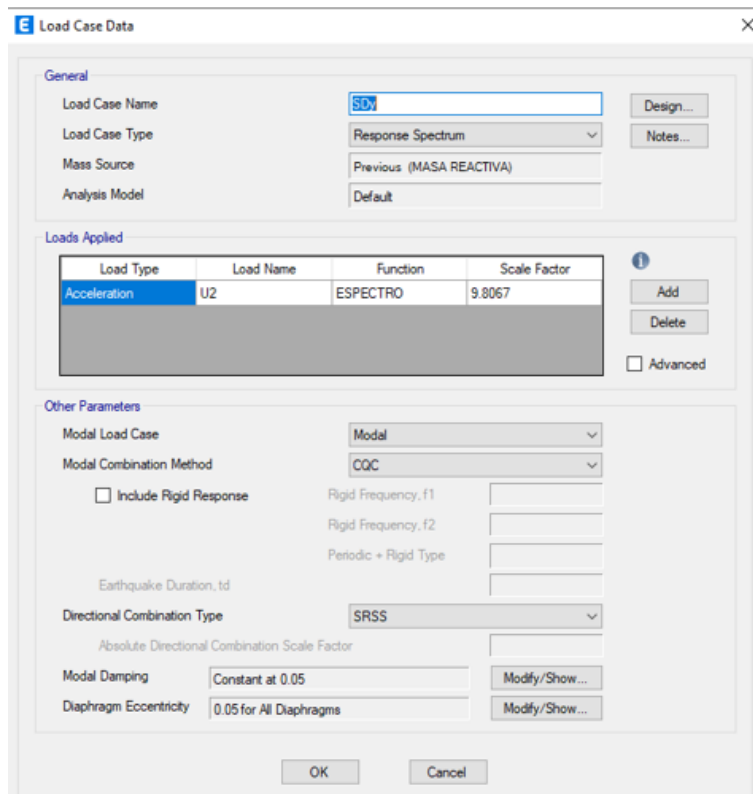 E Load Case Data
General
Load Case Name SDy Design...
Load Case Type Response Spectrum Notes...
Mass Source Previous (MASA REACTIVA)
Analysis Model Default
Loads Applied
Load Type Load Name Function Scale Factor
Acceleration U2 ESPECTRO 9.8067 Add
Delete
Advanced
Other Parameters
Modal Load Case Modal
Modal Combination Method CQC
Include Rigid Response Rigid Frequency, f1
Rigid Frequency, f2
Periodic + Rigid Type
Earthquake Duration, td
Directional Combination Type SRSS
Absolute Directional Combination Scale Factor
Modal Damping Constant at 0.05 Modify/Show...
Diaphragm Eccentricity 0.05 for All Diaphragms Modify/Show...
OK Cancel